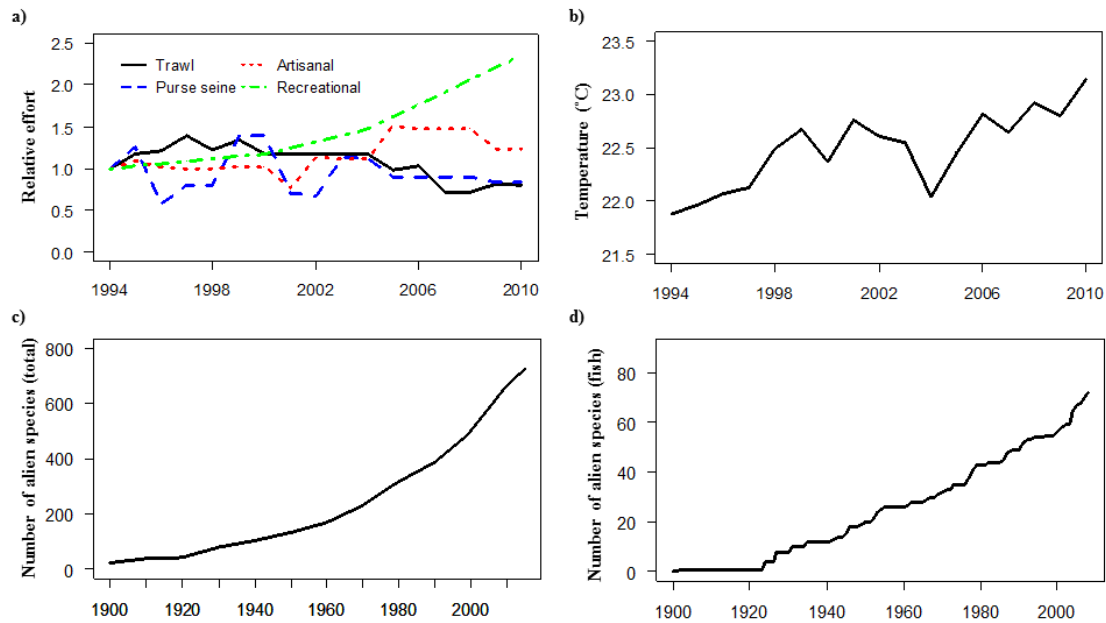 a)
Relative effort
2.5
2.0
1.5
1.0
0.5
0.0
Trawl
Purse seine
Artisanal
Recreational
1994 1998 2002 2006 2010
b)
Temperature (°C)
23.5
23.0
22.5
22.0
21.5
1994 1998 2002 2006 2010
c)
Number of alien species (total)
800
600
400
200
0
1900 1920 1940 1960 1980 2000
d)
Number of alien species (fish)
80
60
40
20
0
1900 1920 1940 1960 1980 2000